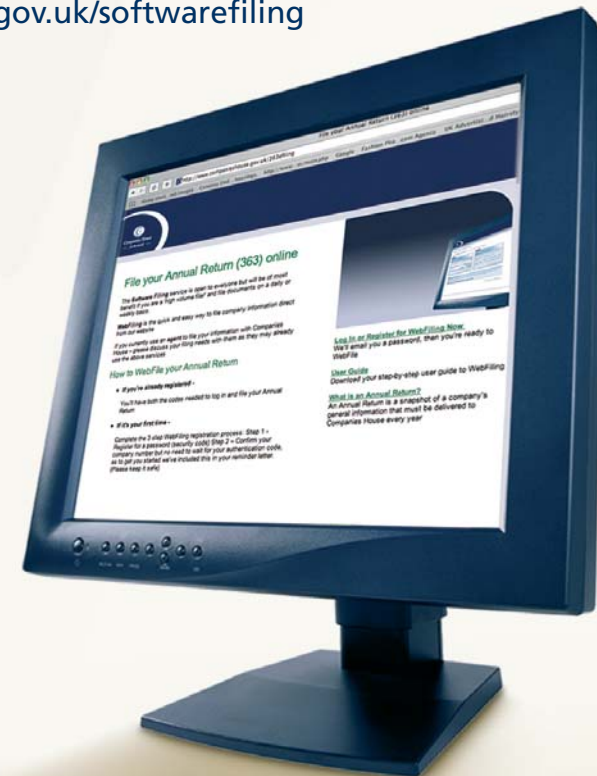 gov.uk/softwarefiling
File your Annual Return (363) online
Google
File your Annual Return (363) online
The Software Filing service is open to everyone but will be of most
benefit if you are a 'high volume filer' and file documents on a daily or
weekly basis
WebFiling is the quick and easy way to file company information direct
from our website
If you currently use an agent to file your information with Companies
House – please discuss your filing needs with them as they may already
use the above services
How to WebFile your Annual Return
• If you're already registered -
You'll have both the codes needed to log in and file your Annual
Return
• If it's your first time -
Complete the 3 step WebFiling registration process: Step 1 -
Register for a password (security code) Step 2 – Confirm your
company number but no need to wait for your authentication code,
as to get you started we've included this in your reminder letter.
(Please keep it safe)
Log In or Register for WebFiling Now
We'll email you a password, then you're ready to
WebFile
User Guide
Download your step-by-step user guide to WebFiling
What is an Annual Return?
An Annual Return is a snapshot of a company's
general information that must be delivered to
Companies House every year